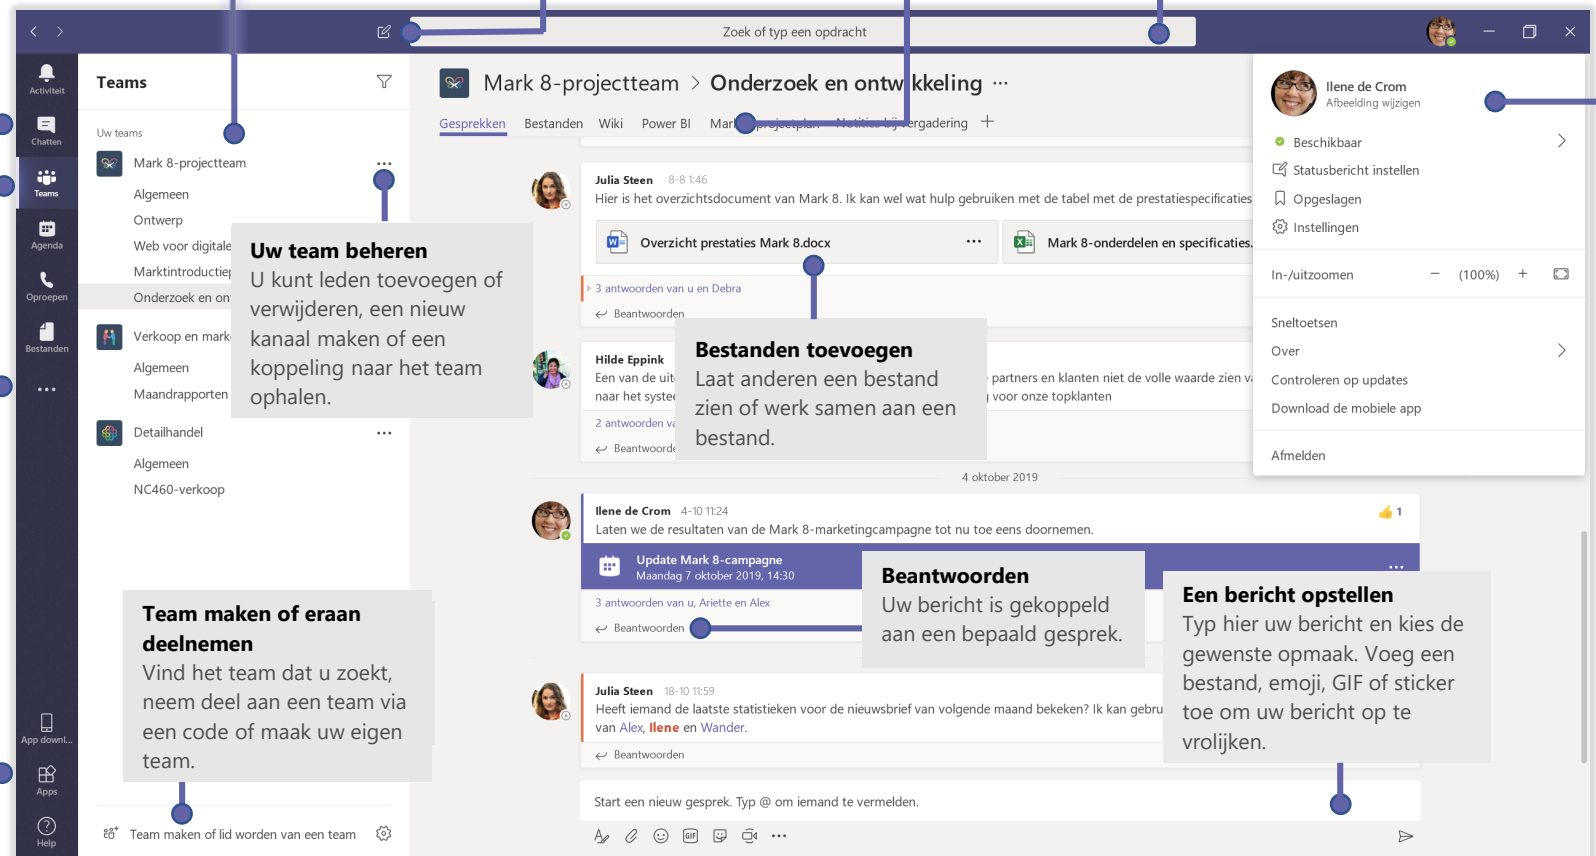 Zoek of typ een opdracht
Activiteit
Chatten
Teams
Agenda
Oproepen
Bestanden
App downl...
Apps
Help
Teams
Uw teams
Mark 8-projectteam
Algemeen
Ontwerp
Web voor digitale
Marktintroductie
Onderzoek en on
Verkoop en mark
Algemeen
Maandrapporten
Detailhandel
Algemeen
NC460-verkoop
Team maken of lid worden van een team
Uw team beheren
U kunt leden toevoegen of
verwijderen, een nieuw
kanaal maken of een
koppeling naar het team
ophalen.
Team maken of eraan
deelnemen
Vind het team dat u zoekt,
neem deel aan een team via
een code of maak uw eigen
team.
Mark 8-projectteam > Onderzoek en ontwikkeling ...
Gesprekken Bestanden Wiki Power BI Mark 8-projectplan Notities bij vergadering +
Julia Steen 8-8 1:46
Hier is het overzichtsdocument van Mark 8. Ik kan wel wat hulp gebruiken met de tabel met de prestatiespecificaties
Overzicht prestaties Mark 8.docx ...
Mark 8-onderdelen en specificaties.
3 antwoorden van u en Debra
Beantwoorden
Bestanden toevoegen
Laat anderen een bestand
zien of werk samen aan een
bestand.
Hilde Eppink
Een van de partners en klanten niet de volle waarde zien
naar het voor onze topklanten
2 antwoorden
4 oktober 2019
Ilene de Crom 4-10 11:24
Laten we de resultaten van de Mark 8-marketingcampagne tot nu toe eens doornemen.
1
Update Mark 8-campagne
Maandag 7 oktober 2019, 14:30
3 antwoorden van u, Ariette en Alex
Beantwoorden
Beantwoorden
Uw bericht is gekoppeld
aan een bepaald gesprek.
Julia Steen 18-10 11:59
Heeft iemand de laatste statistieken voor de nieuwsbrief van volgende maand bekeken? Ik kan
van Alex, Ilene en Wander.
Beantwoorden
Een bericht opstellen
Typ hier uw bericht en kies de
gewenste opmaak. Voeg een
bestand, emoji, GIF of sticker
toe om uw bericht op te
vrolijken.
Start een nieuw gesprek. Typ @ om iemand te vermelden.
GIF
Ilene de Crom
Afbeelding wijzigen
Beschikbaar
Statusbericht instellen
Opgeslagen
Instellingen
In-/uitzoomen − (100%) +
Sneltoetsen
Over
Controleren op updates
Download de mobiele app
Afmelden